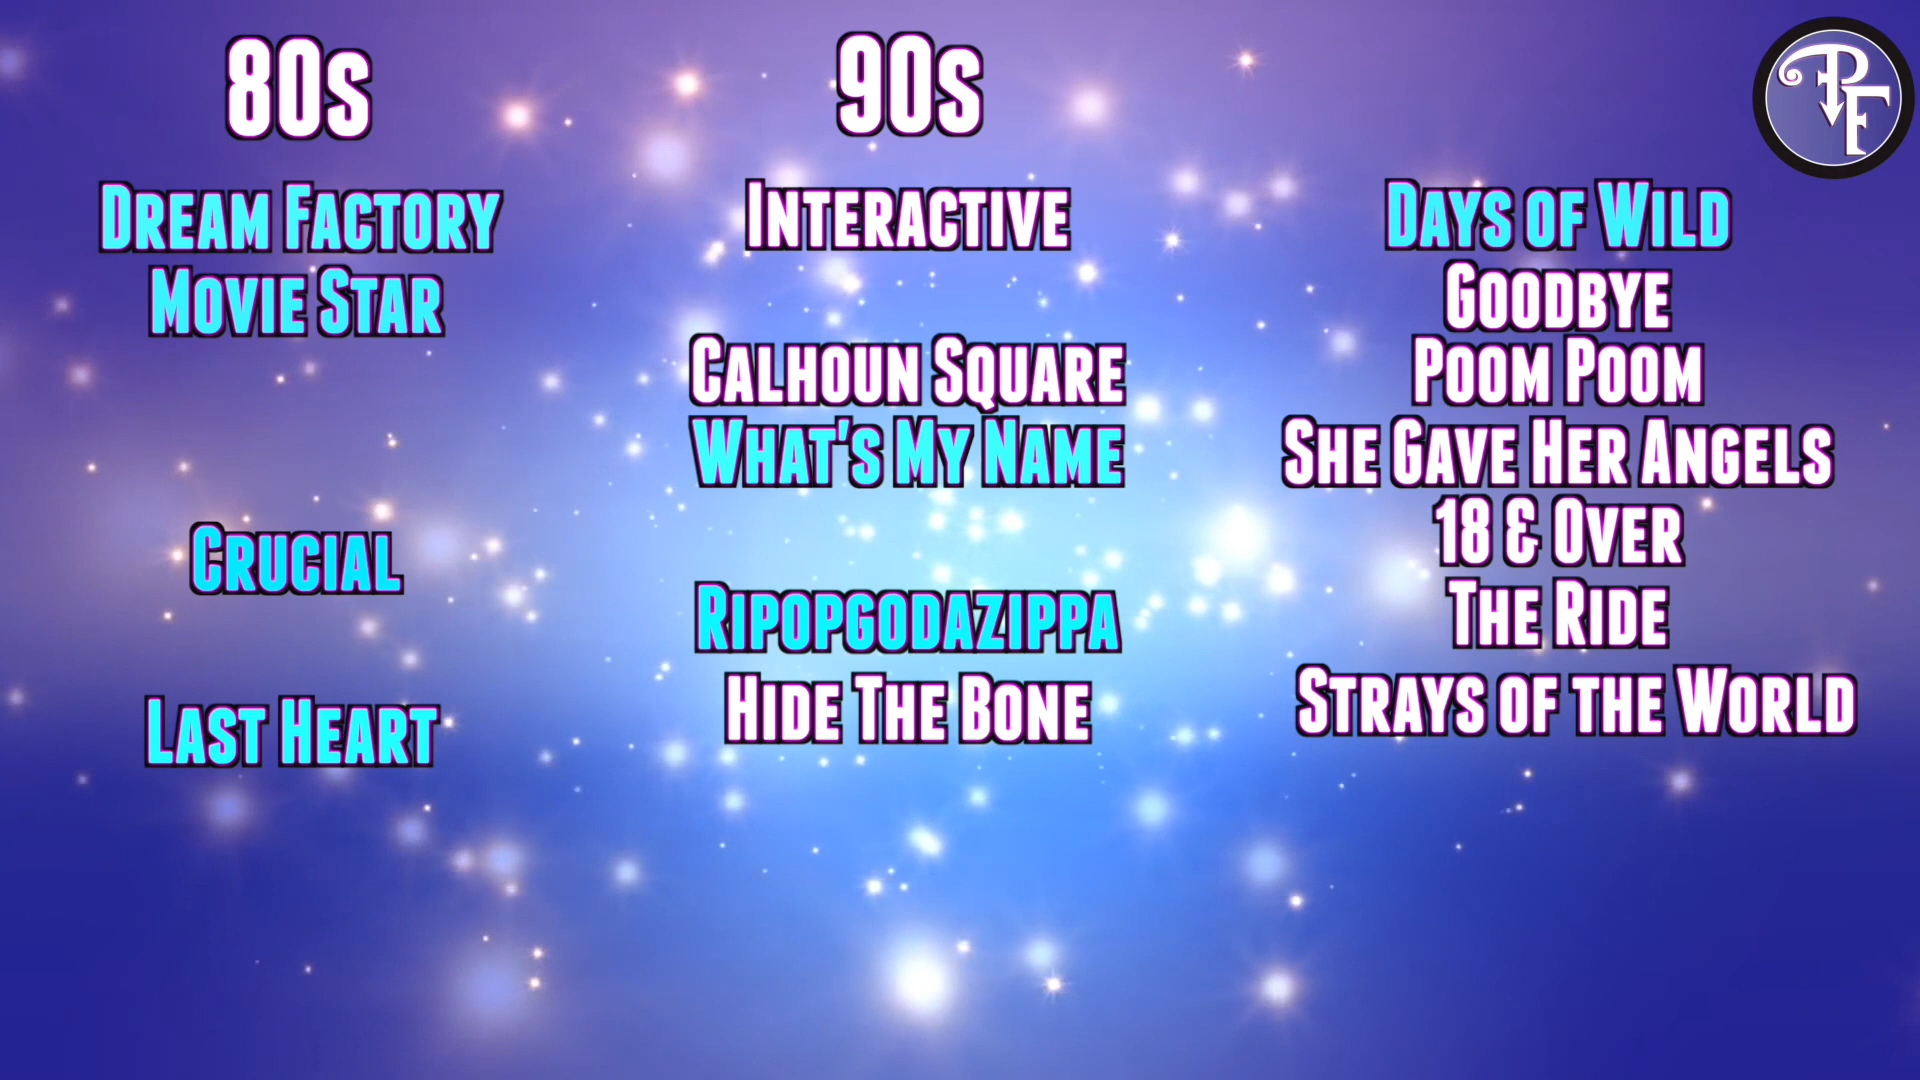 80s
Dream Factory
Movie Star
Crucial
Last Heart
90s
Interactive
Calhoun Square
What's My Name
Ripopgodazippa
Hide The Bone
Days of Wild
Goodbye
Poom Poom
She Gave Her Angels
18 & Over
The Ride
Strays of the World
PF